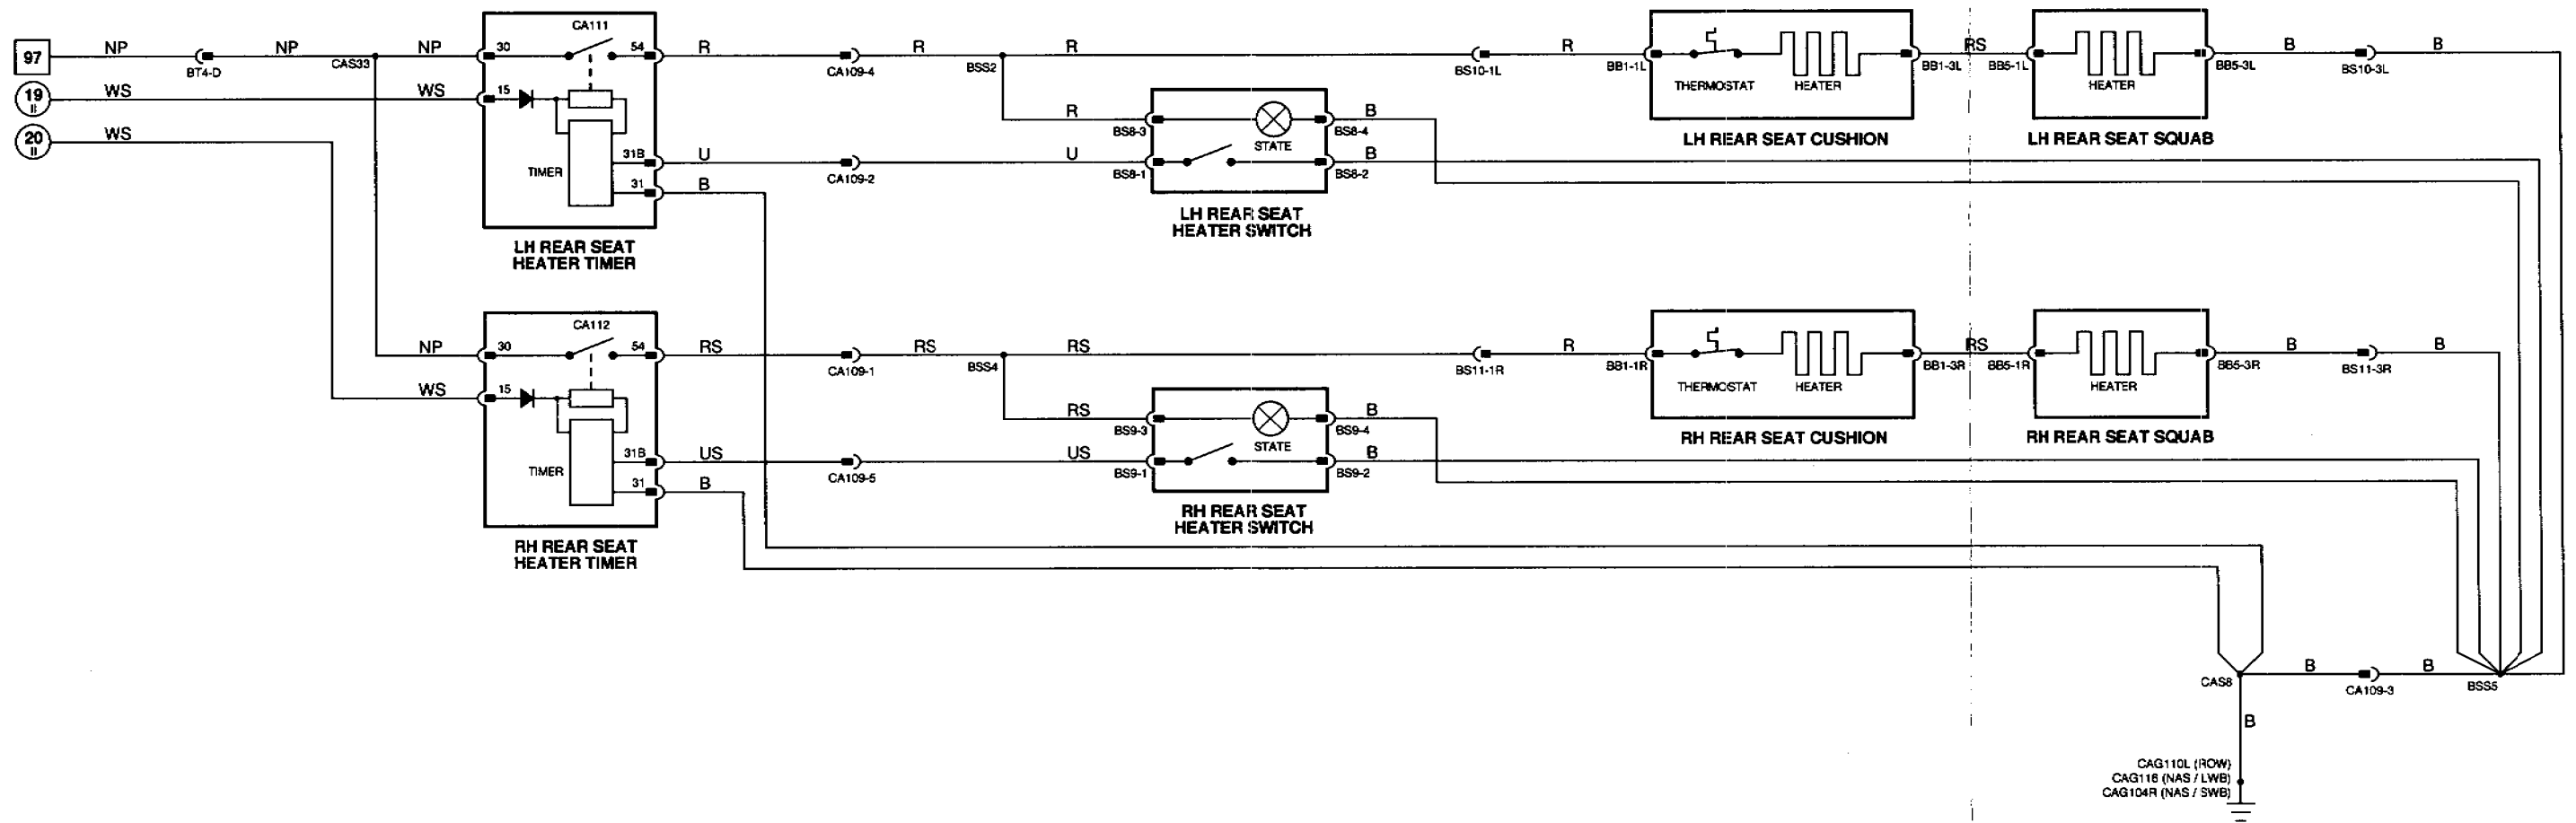 97
NP
BT4-D
NP
CAS33
NP
30
CA111
54
R
CA109-4
R
BSS2
R
BS10-1L
R
BB1-1L
THERMOSTAT
HEATER
BB1-3L
RS
BB5-1L
HEATER
BB5-3L
B
BS10-3L
B
LH REAR SEAT CUSHION
LH REAR SEAT SQUAB
19
II
WS
WS
15
20
II
WS
TIMER
31B
31
U
CA109-2
U
B
R
BS8-3
BS8-1
STATE
BS8-4
BS8-2
B
B
LH REAR SEAT
HEATER SWITCH
LH REAR SEAT
HEATER TIMER
NP
30
CA112
54
RS
CA109-1
RS
BSS4
RS
BS11-1R
R
BB1-1R
THERMOSTAT
HEATER
BB1-3R
RS
BB5-1R
HEATER
BB5-3R
B
BS11-3R
B
RH REAR SEAT CUSHION
RH REAR SEAT SQUAB
WS
15
TIMER
31B
31
US
CA109-5
US
B
RS
BS9-3
BS9-1
STATE
BS9-4
BS9-2
B
B
RH REAR SEAT
HEATER SWITCH
RH REAR SEAT
HEATER TIMER
CAS8
B
CA109-3
B
BSS5
B
CAG110L (ROW)
CAG116 (NAS / LWB)
CAG104R (NAS / SWB)